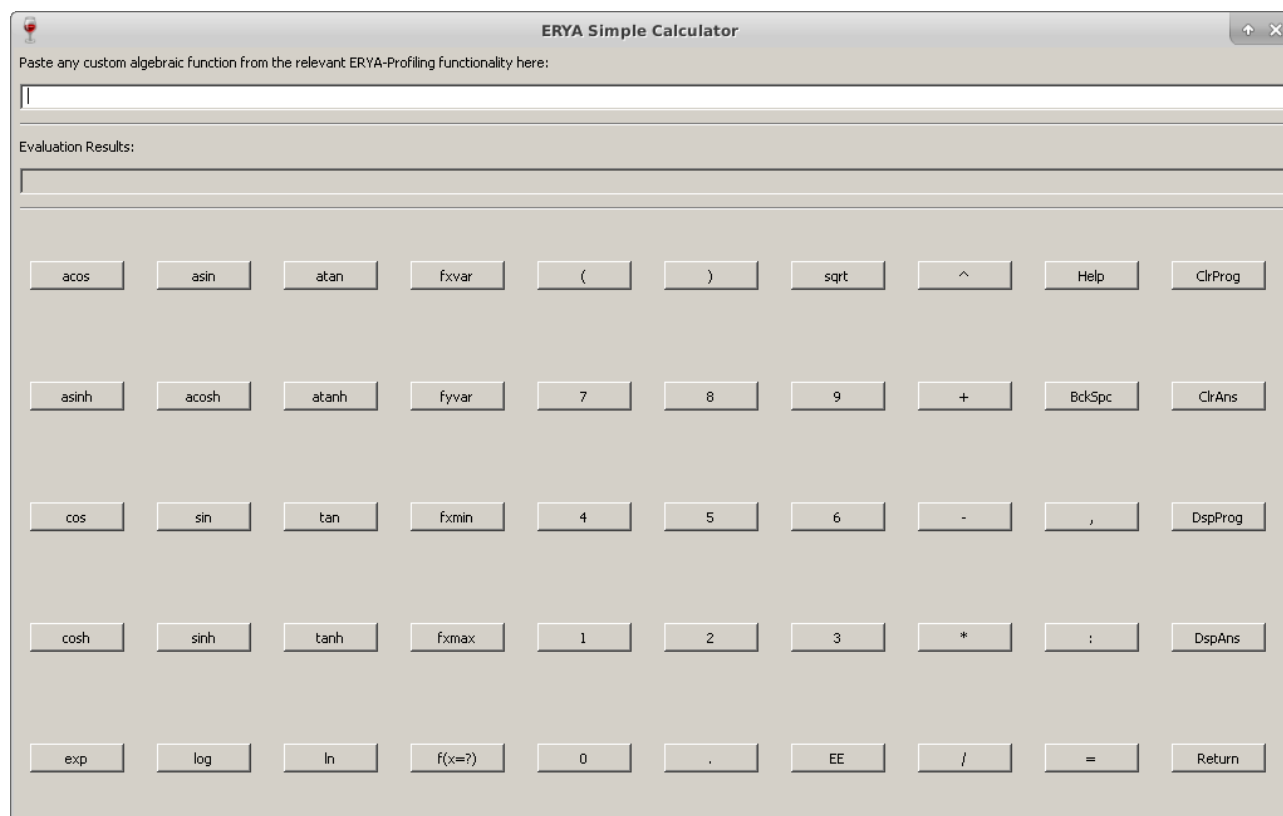 ERYA Simple Calculator
Paste any custom algebraic function from the relevant ERYA-Profiling functionality here:
Evaluation Results:
acos asin atan fxvar ( ) sqrt ^ Help ClrProg
asinh acosh atanh fyvar 7 8 9 + BckSpc ClrAns
cos sin tan fxmin 4 5 6 - , DspProg
cosh sinh tanh fxmax 1 2 3 * : DspAns
exp log ln f(x=?) 0 . EE / = Return